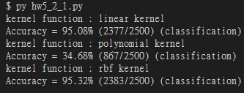 $ py hw5_2_1.py
kernel function : linear kernel
Accuracy = 95.08% (2377/2500) (classification)
kernel function : polynomial kernel
Accuracy = 34.68% (867/2500) (classification)
kernel function : rbf kernel
Accuracy = 95.32% (2383/2500) (classification)